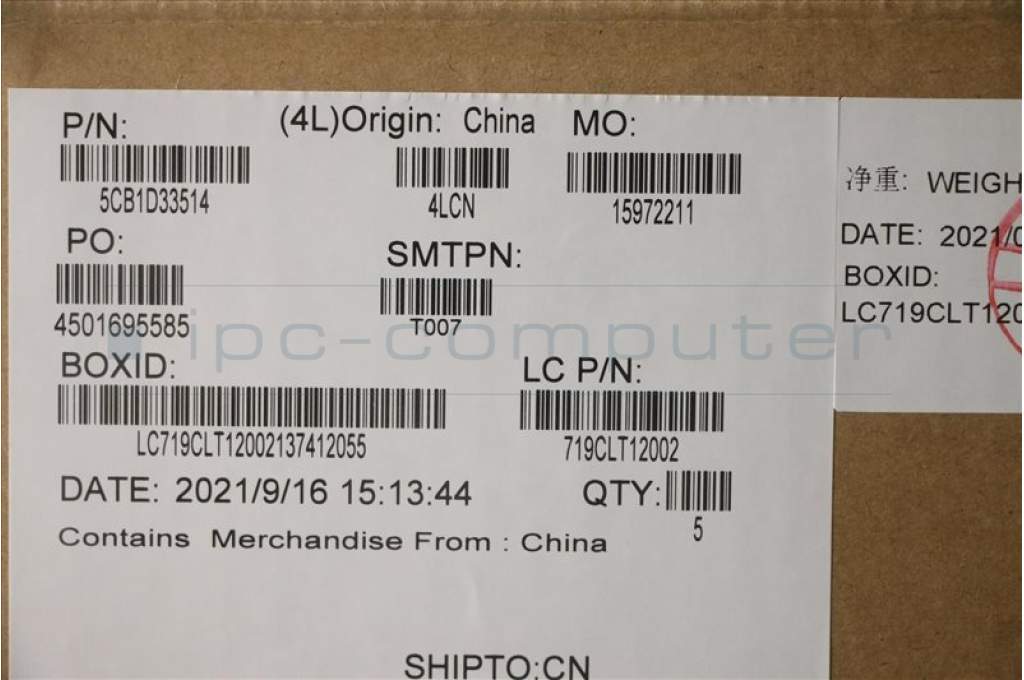 P/N: (4L)Origin: China MO:
5CB1D33514 4LCN 15972211
PO: SMTPN:
4501695585 T007
BOXID: LC P/N:
LC719CLT12002137412055 719CLT12002
DATE: 2021/9/16 15:13:44 QTY:
5
Contains Merchandise From : China
SHIPTO:CN
净重: WEIGH
DATE: 2021/0
BOXID:
LC719CLT120
ipc-computer